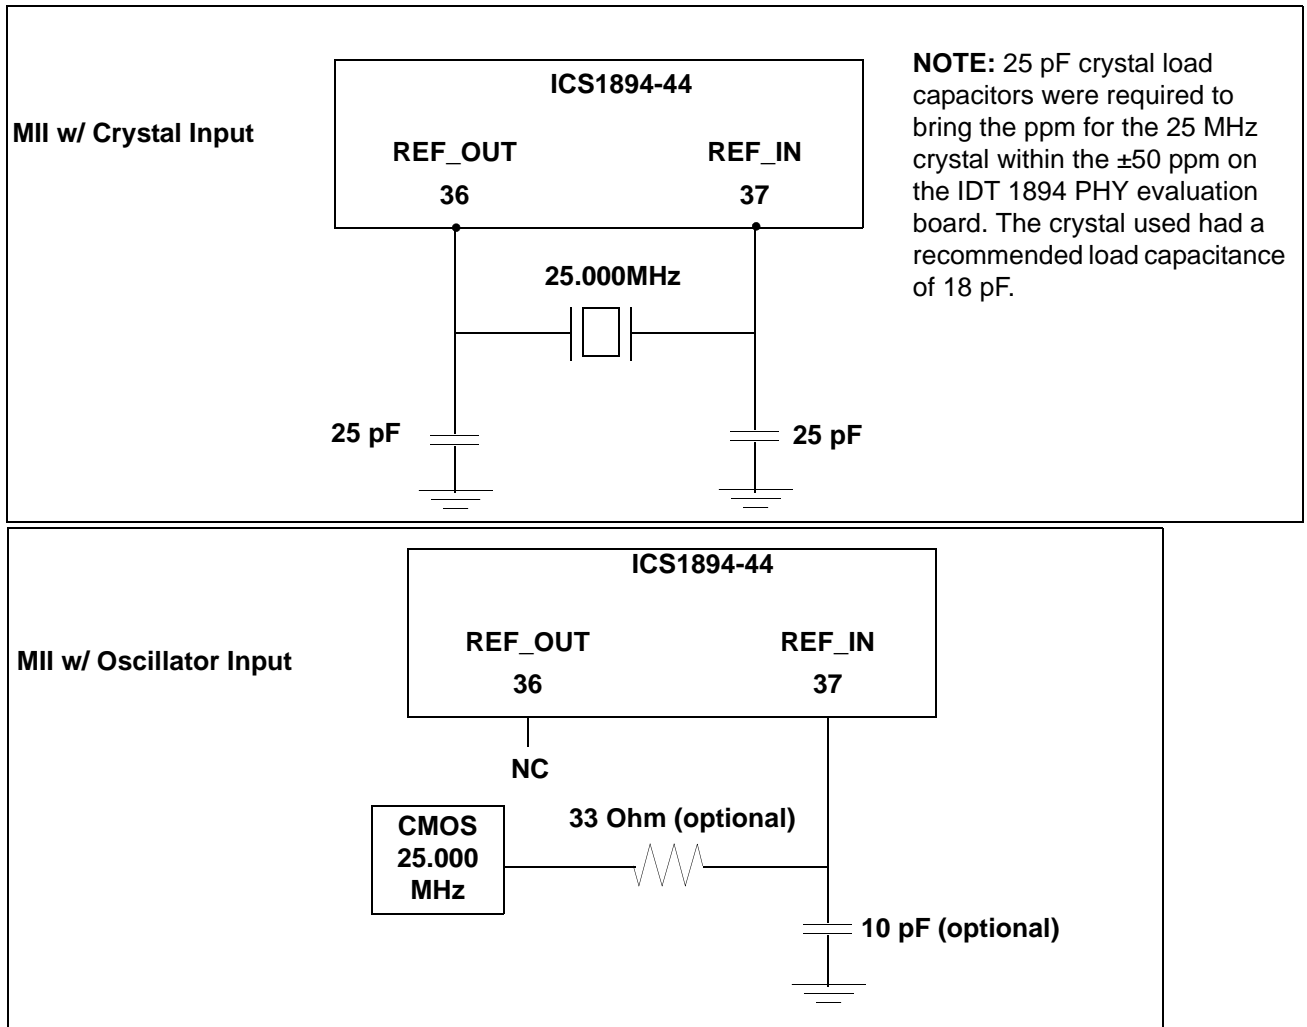 ICS1894-44
MII w/ Crystal Input
REF_OUT
REF_IN
36
37
25.000MHz
25 pF
25 pF
NOTE: 25 pF crystal load
capacitors were required to
bring the ppm for the 25 MHz
crystal within the ±50 ppm on
the IDT 1894 PHY evaluation
board. The crystal used had a
recommended load capacitance
of 18 pF.
ICS1894-44
MII w/ Oscillator Input
REF_OUT
REF_IN
36
37
NC
CMOS
25.000
MHz
33 Ohm (optional)
10 pF (optional)